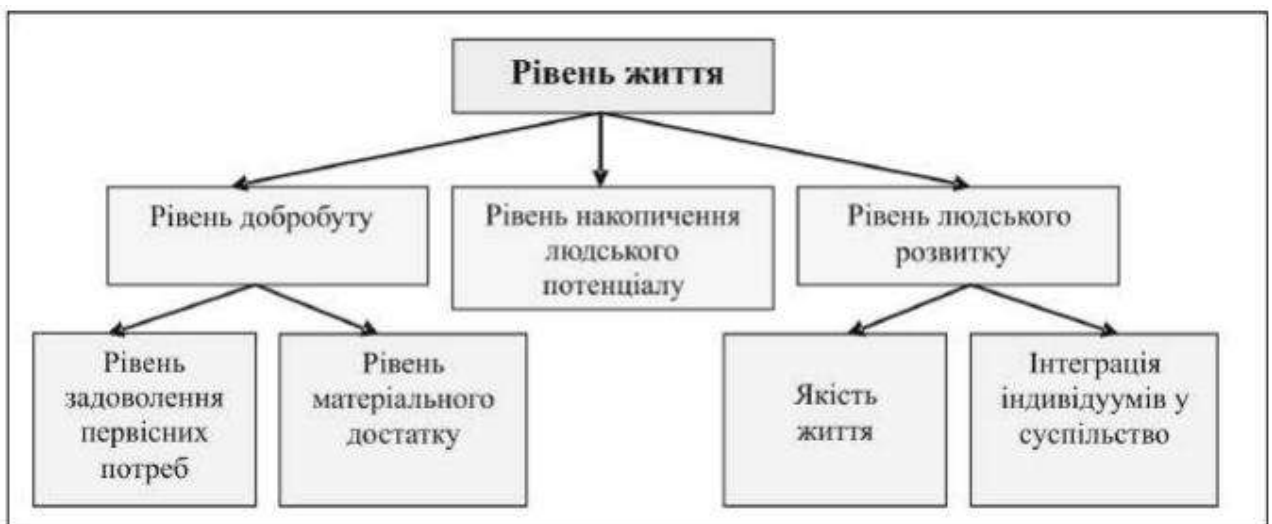 Рівень життя
Рівень добробуту
Рівень накопичення
людського
потенціалу
Рівень людського
розвитку
Рівень
задоволення
первісних
потреб
Рівень
матеріального
достатку
Якість
життя
Інтеграція
індивідуумів у
суспільство